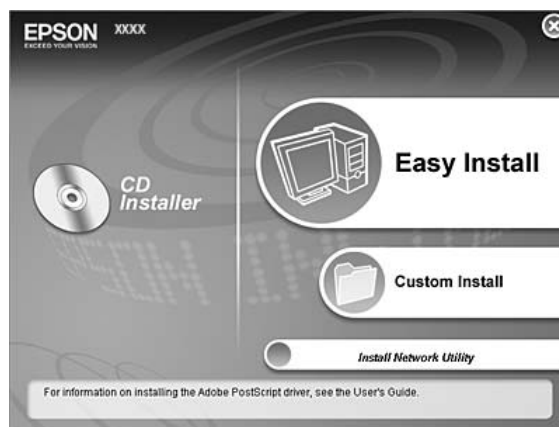 EPSON XXXX
EXCEED YOUR VISION
CD
Installer
Easy Install
Custom Install
Install Network Utility
For information on installing the Adobe PostScript driver, see the User's Guide.